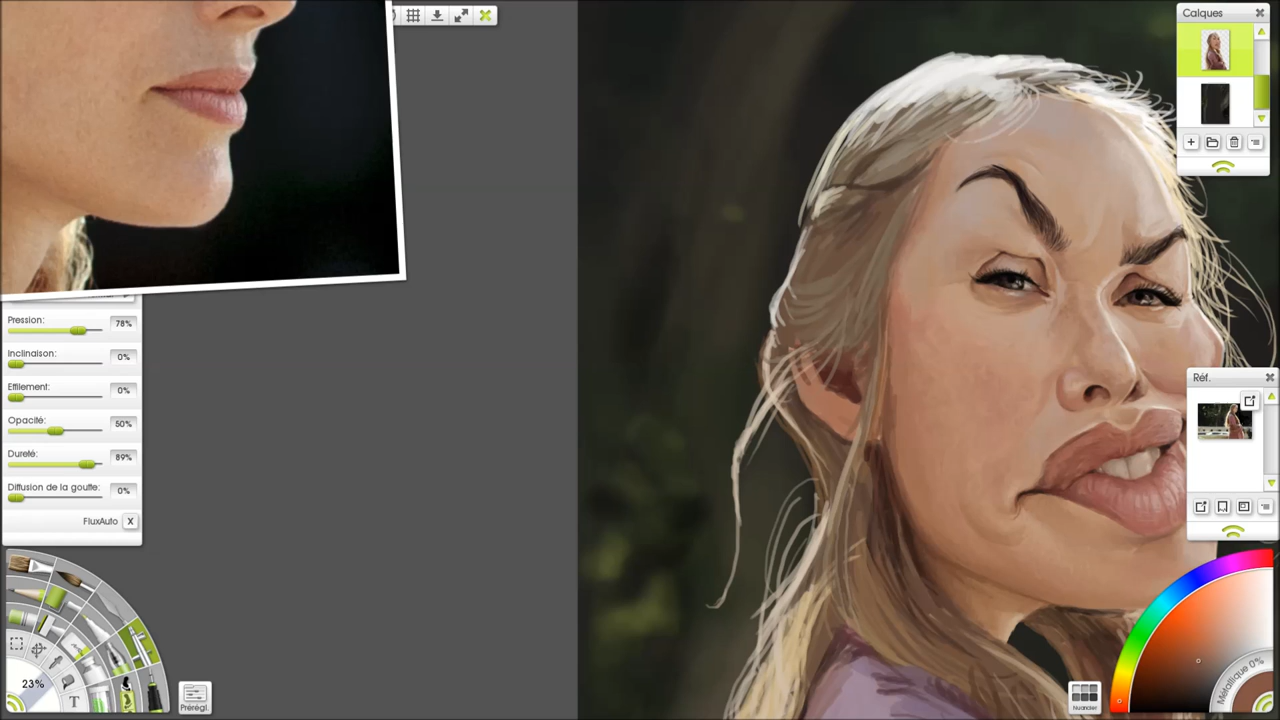 Calques
Pression:
78%
Inclinaison:
0%
Effilement:
0%
Opacité:
50%
Dureté:
89%
Diffusion de la goutte:
0%
FluxAuto X
Réf.
23%
Prérégl.
Nuancier
Métallique 0%